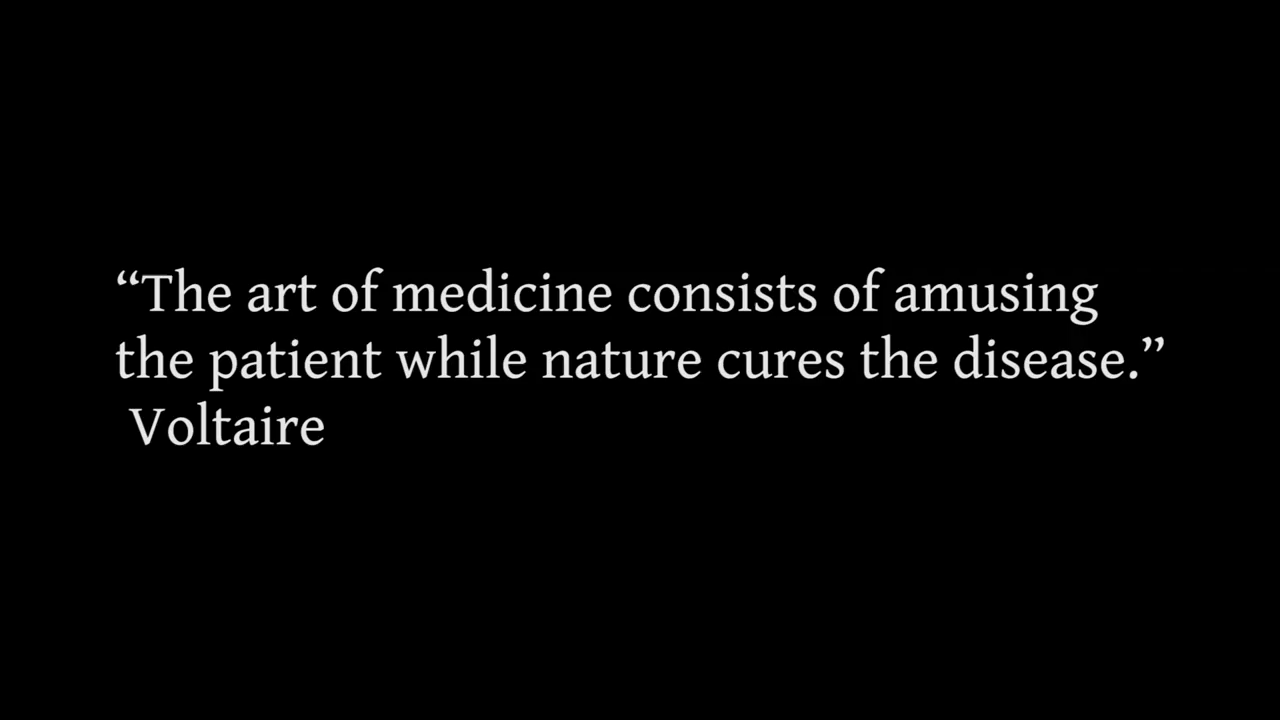 “The art of medicine consists of amusing
the patient while nature cures the disease.”
Voltaire